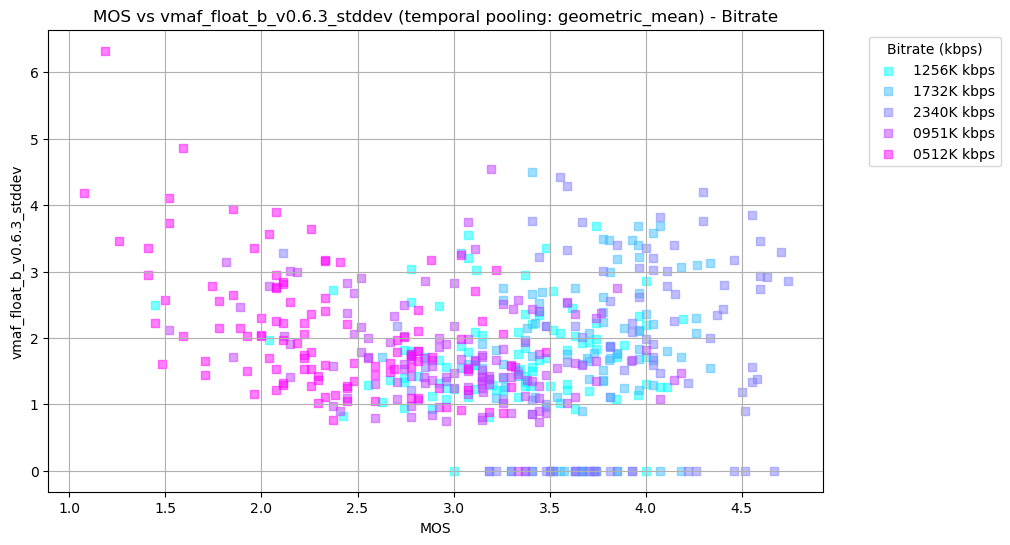 MOS vs vmaf_float_b_v0.6.3_stddev (temporal pooling: geometric_mean) - Bitrate
Bitrate (kbps)
1256K kbps
1732K kbps
2340K kbps
0951K kbps
0512K kbps
vmaf_float_b_v0.6.3_stddev
6
5
4
3
2
1
0
1.0 1.5 2.0 2.5 3.0 3.5 4.0 4.5
MOS